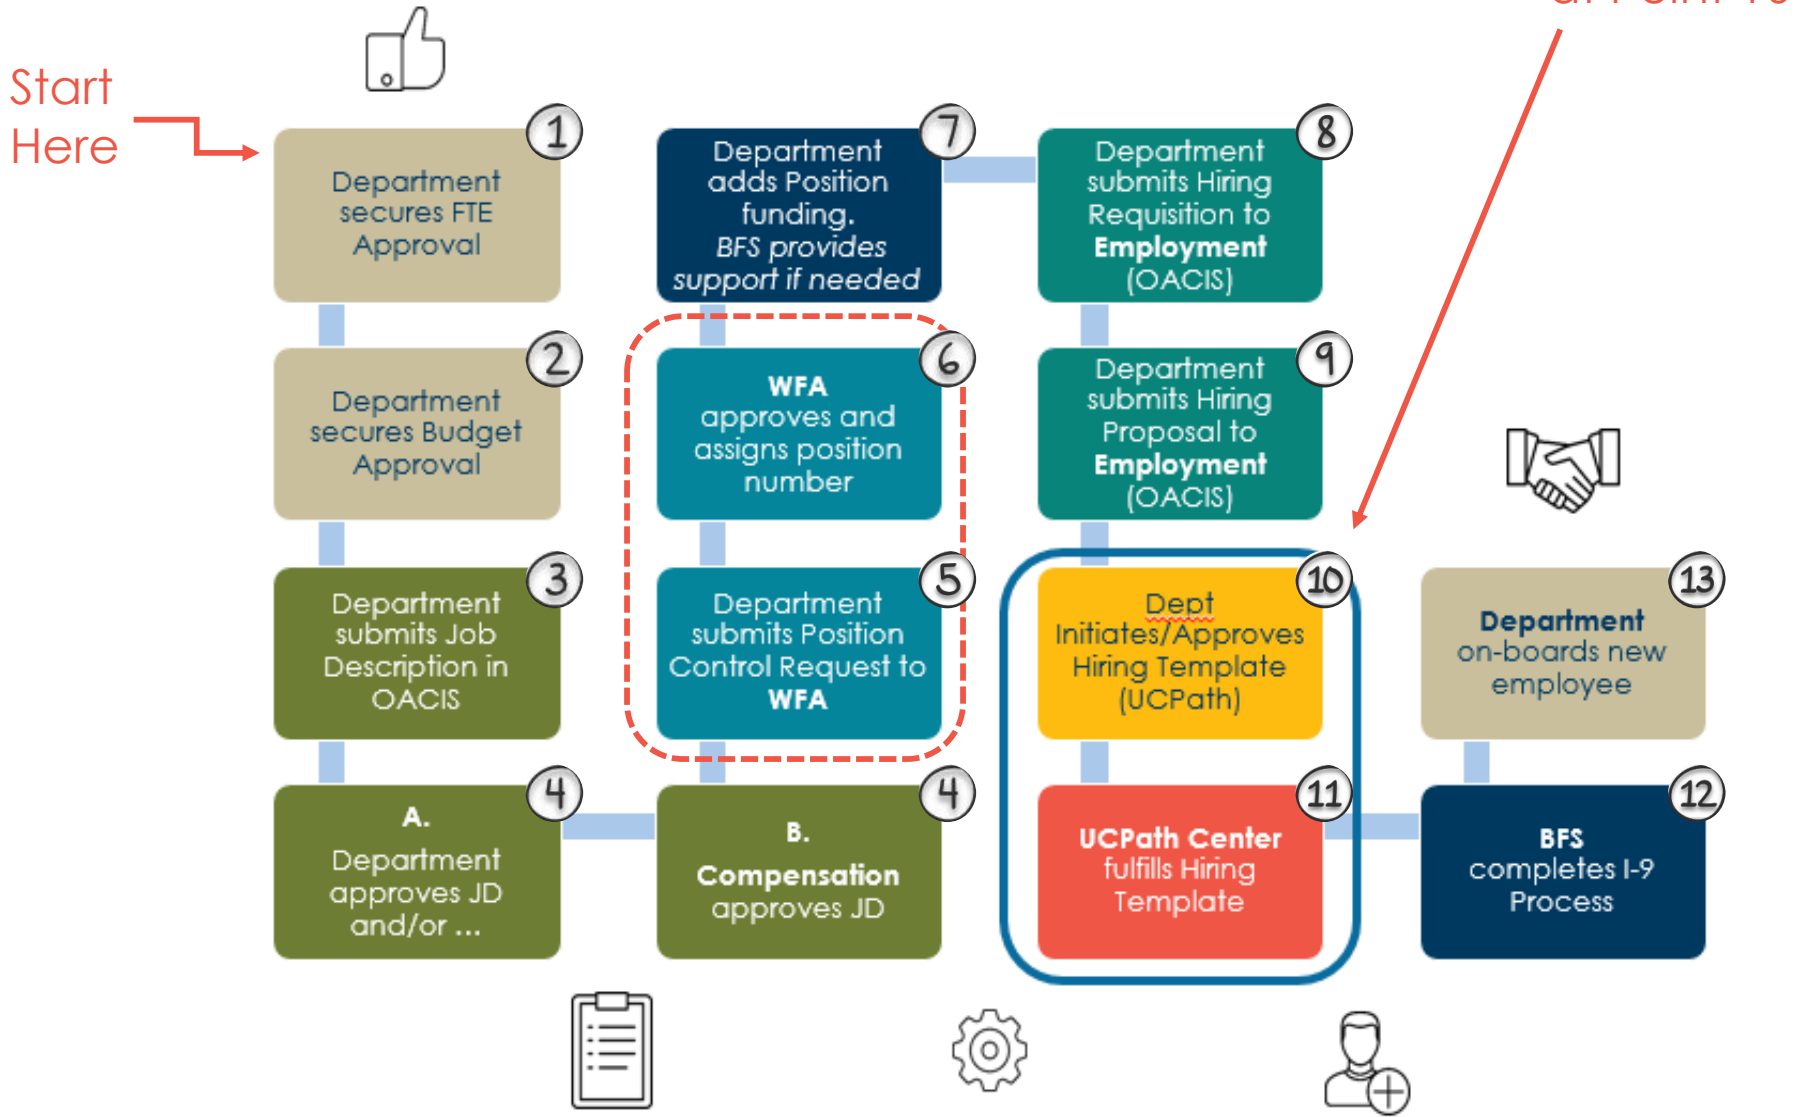 Start
Here
1
Department
secures FTE
Approval
2
Department
secures Budget
Approval
3
Department
submits Job
Description in
OACIS
4
A.
Department
approves JD
and/or ...
4
B.
Compensation
approves JD
5
Department
submits Position
Control Request to
WFA
6
WFA
approves and
assigns position
number
7
Department
adds Position
funding.
BFS provides
support if needed
8
Department
submits Hiring
Requisition to
Employment
(OACIS)
9
Department
submits Hiring
Proposal to
Employment
(OACIS)
10
Dept
Initiates/Approves
Hiring Template
(UCPath)
11
UCPath Center
fulfills Hiring
Template
12
BFS
completes I-9
Process
13
Department
on-boards new
employee